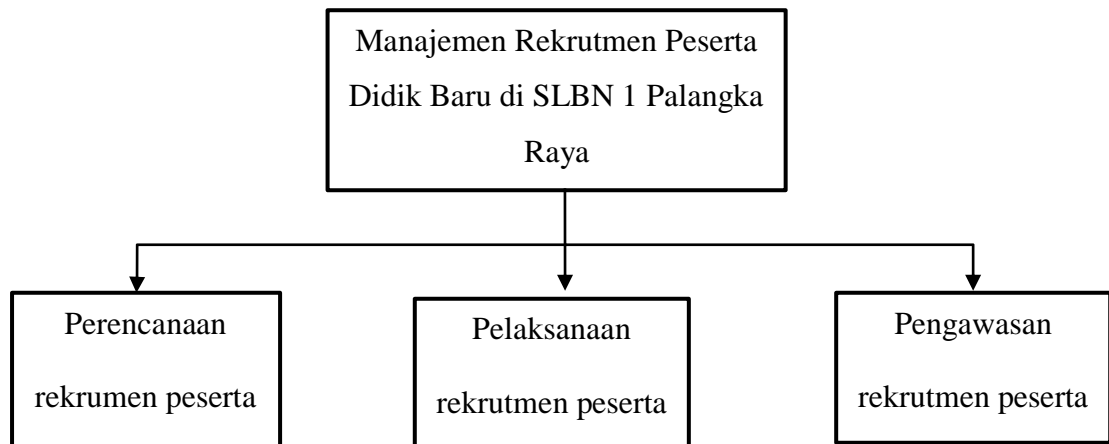 Manajemen Rekrutmen Peserta
Didik Baru di SLBN 1 Palangka
Raya
Perencanaan
rekrumen peserta
Pelaksanaan
rekrutmen peserta
Pengawasan
rekrutmen peserta